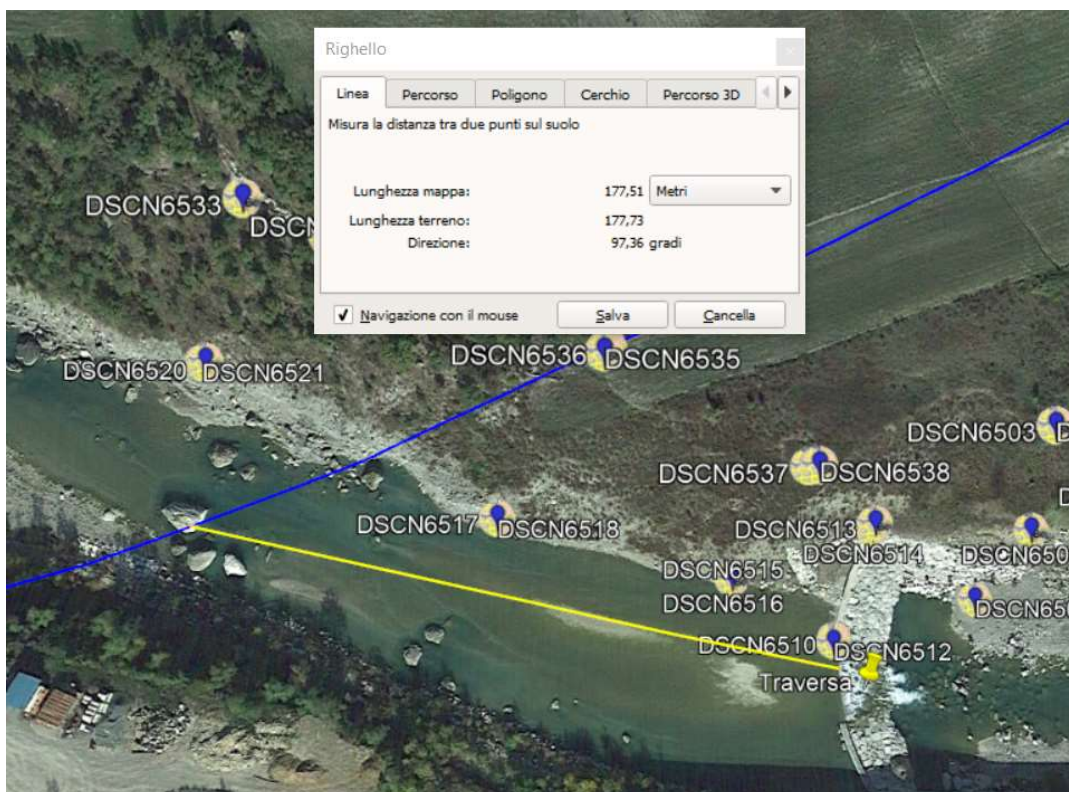 Righello
Linea Percorso Poligono Cerchio Percorso 3D
Misura la distanza tra due punti sul suolo
Lunghezza mappa: 177,51 Metri
Lunghezza terreno: 177,73
Direzione: 97,36 gradi
Navigazione con il mouse Salva Cancella
DSCN6533
DSCN6536 DSCN6535
DSCN6520 DSCN6521
DSCN6503
DSCN6537 DSCN6538
DSCN6517 DSCN6518
DSCN6513
DSCN6514
DSCN6515
DSCN6516
DSCN6510 DSCN6512
Traversa